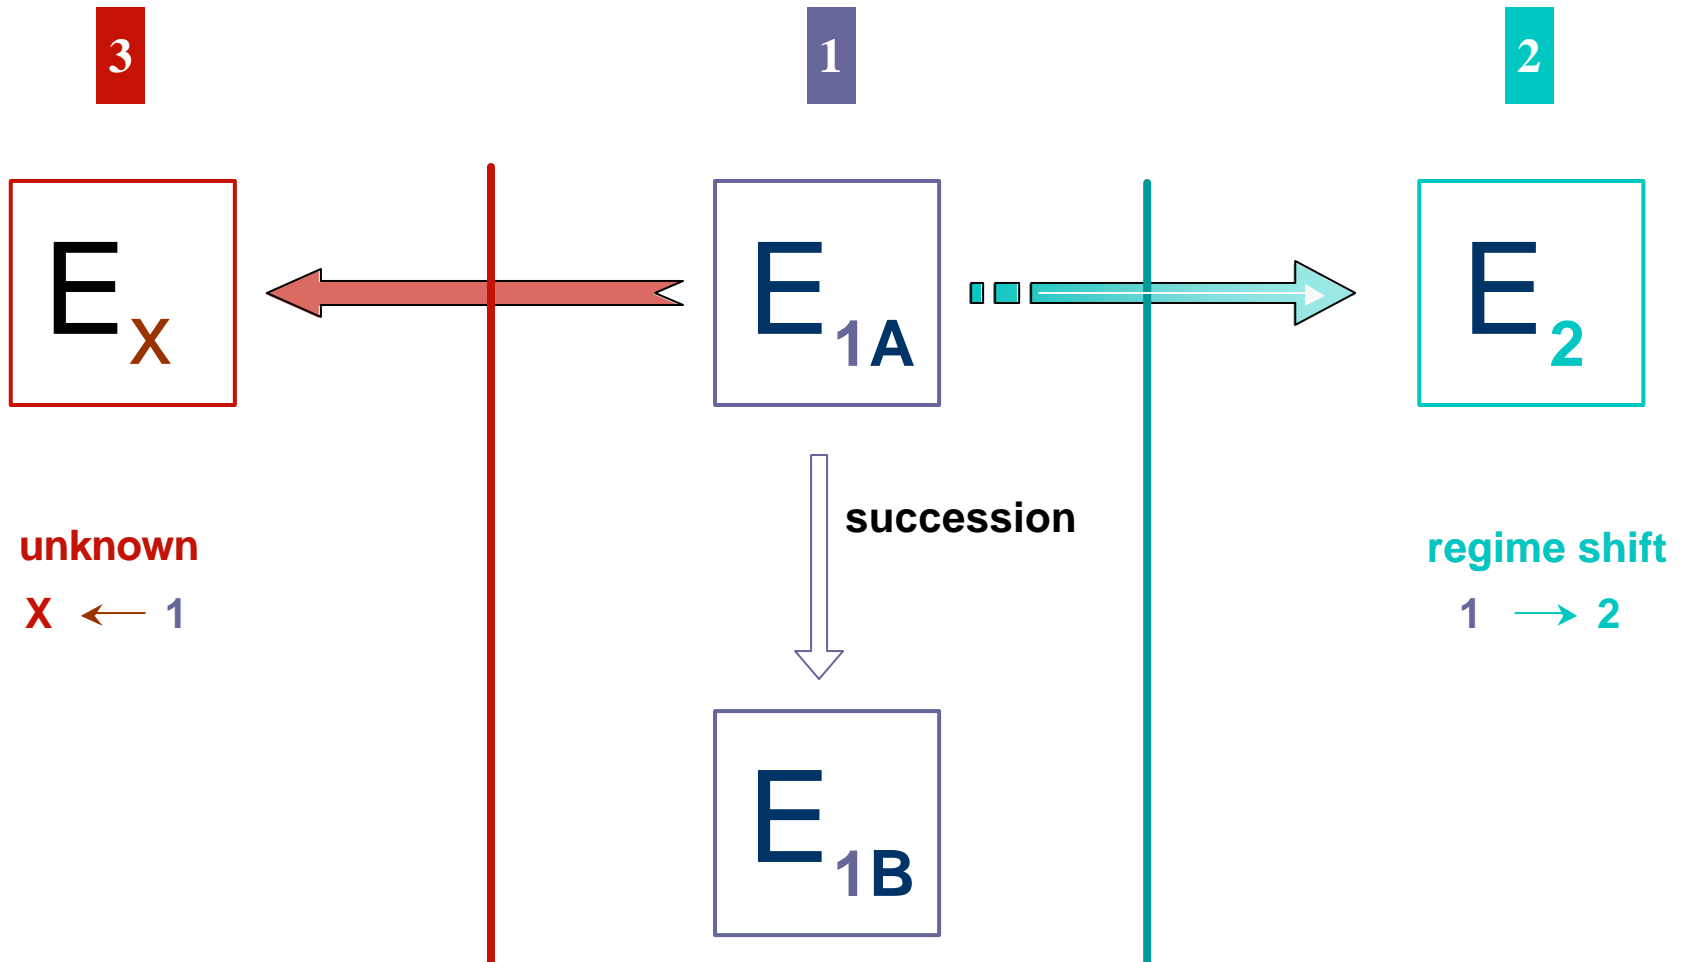 3 1 2
Ex E1A E2
succession
unknown regime shift
X 1 1 2
E1B